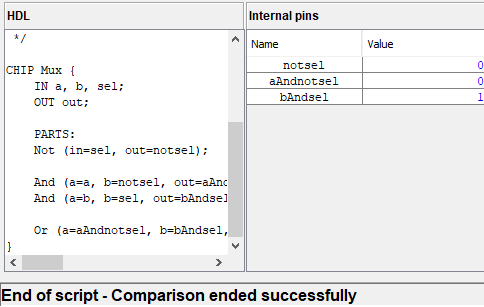 HDL
*/
CHIP Mux {
IN a, b, sel;
OUT out;
PARTS:
Not (in=sel, out=notsel);
And (a=a, b=notsel, out=aAnd
And (a=b, b=sel, out=bAndsel
Or (a=aAndnotsel, b=bAndsel,
}
Internal pins
Name Value
notsel 0
aAndnotsel 0
bAndsel 1
End of script - Comparison ended successfully